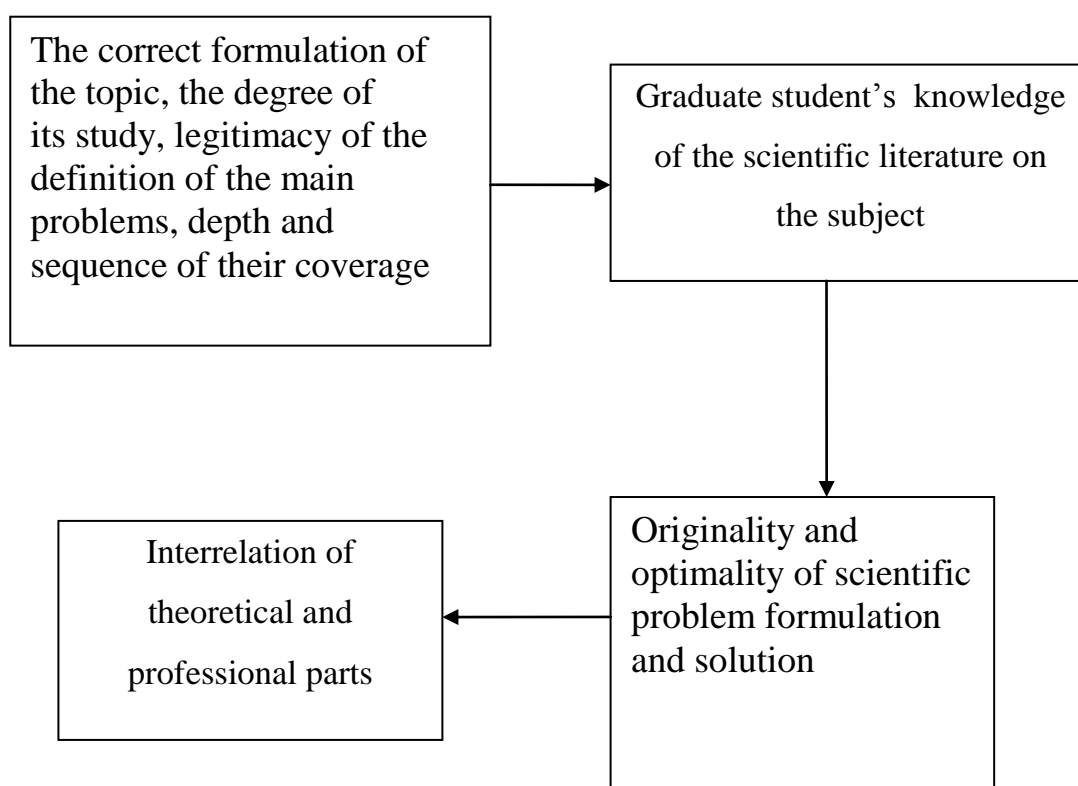 The correct formulation of
the topic, the degree of
its study, legitimacy of the
definition of the main
problems, depth and
sequence of their coverage
Graduate student’s  knowledge
of the scientific literature on
the subject
Originality and
optimality of scientific
problem formulation
and solution
Interrelation of
theoretical and
professional parts